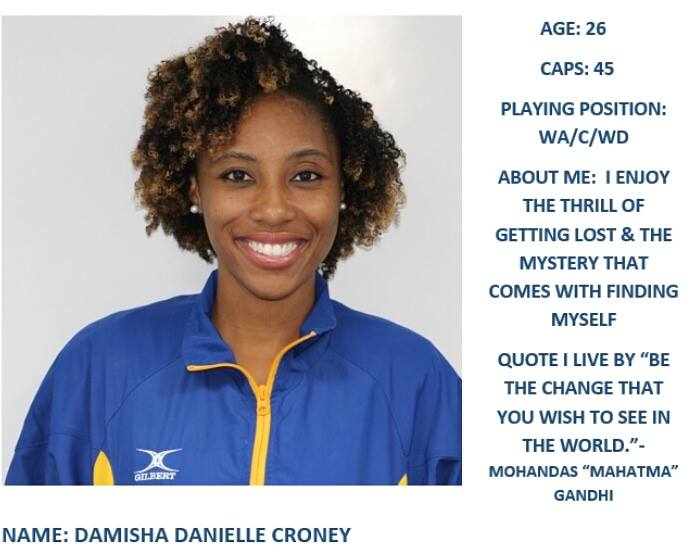 AGE: 26
CAPS: 45
PLAYING POSITION:
WA/C/WD
ABOUT ME: I ENJOY
THE THRILL OF
GETTING LOST & THE
MYSTERY THAT
COMES WITH FINDING
MYSELF
QUOTE I LIVE BY “BE
THE CHANGE THAT
YOU WISH TO SEE IN
THE WORLD.”-
MOHANDAS “MAHATMA”
GANDHI
GILBERT
NAME: DAMISHA DANIELLE CRONEY